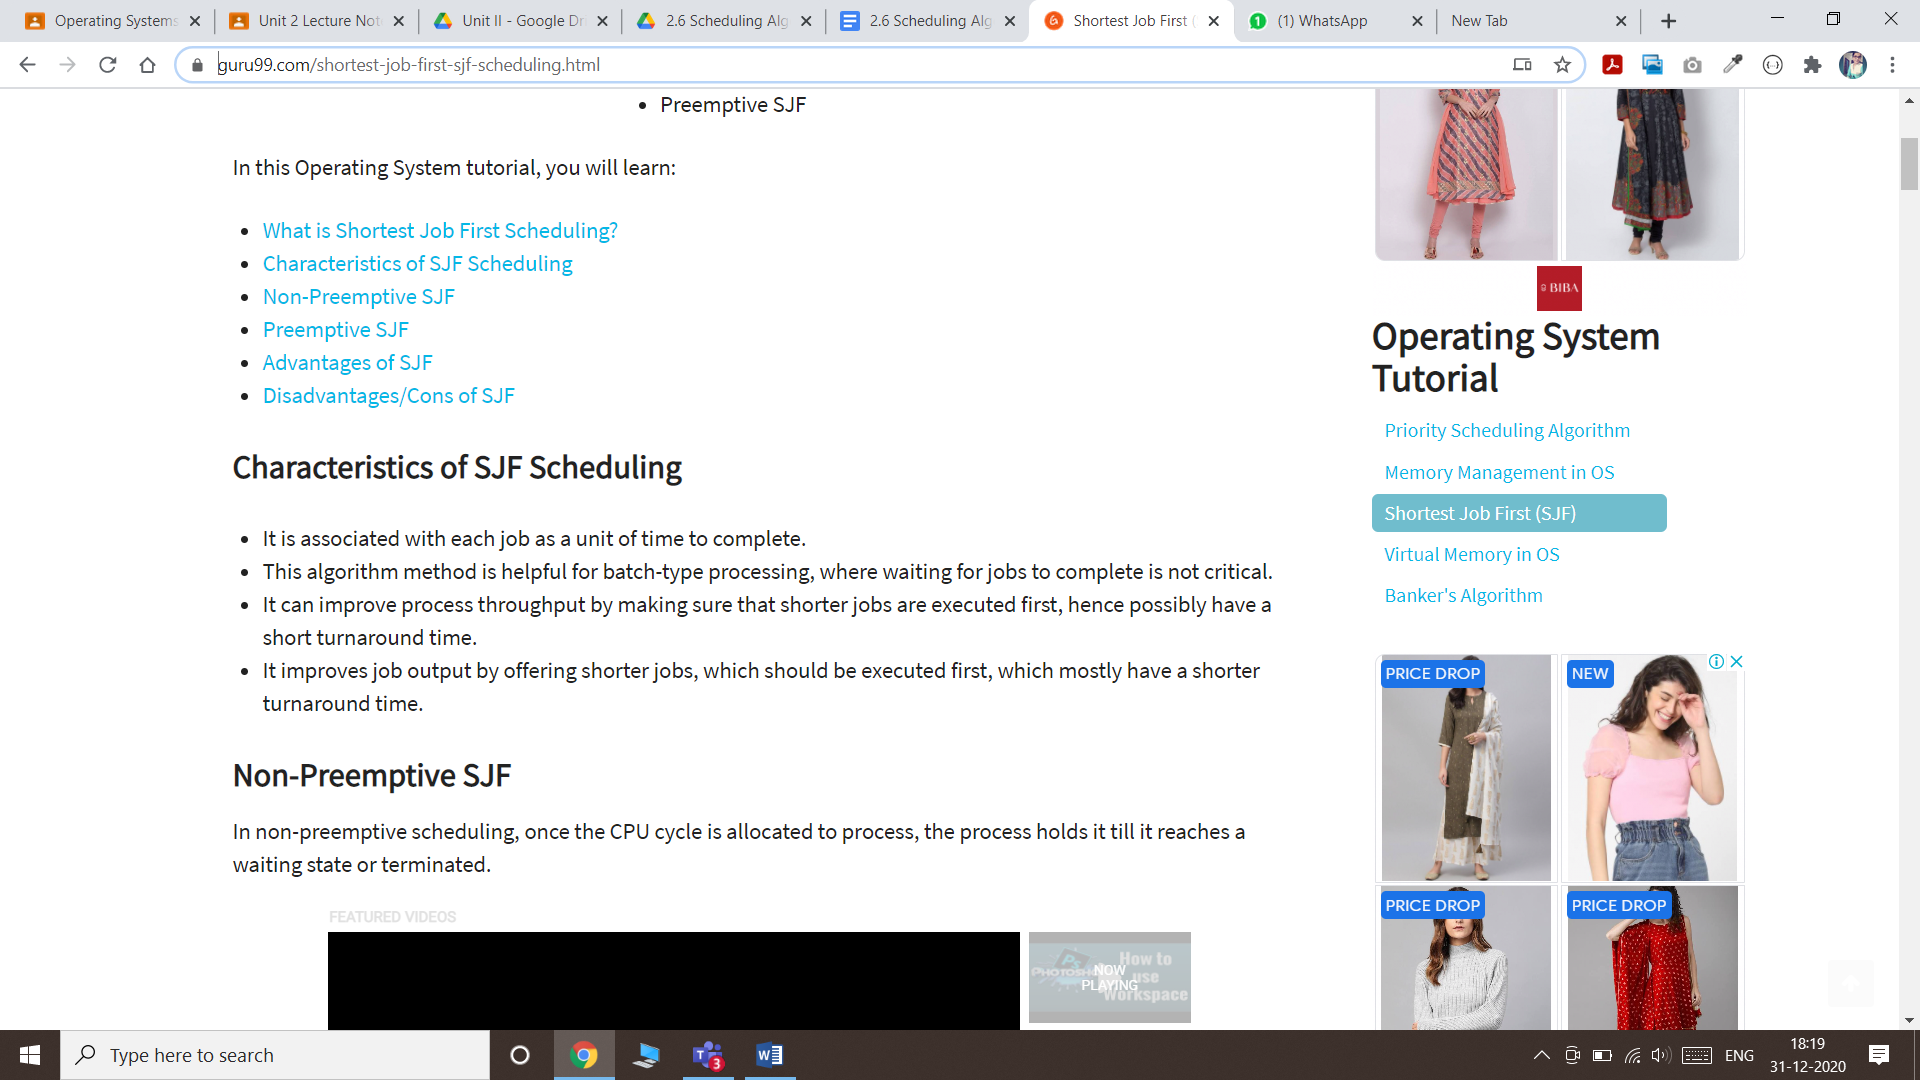 Operating Systems
Unit 2 Lecture Not
Unit II - Google Dr
2.6 Scheduling Alg
2.6 Scheduling Alg
Shortest Job First (
(1) WhatsApp
New Tab
guru99.com/shortest-job-first-sjf-scheduling.html
• Preemptive SJF
In this Operating System tutorial, you will learn:
• What is Shortest Job First Scheduling?
• Characteristics of SJF Scheduling
• Non-Preemptive SJF
• Preemptive SJF
• Advantages of SJF
• Disadvantages/Cons of SJF
Characteristics of SJF Scheduling
• It is associated with each job as a unit of time to complete.
• This algorithm method is helpful for batch-type processing, where waiting for jobs to complete is not critical.
• It can improve process throughput by making sure that shorter jobs are executed first, hence possibly have a
short turnaround time.
• It improves job output by offering shorter jobs, which should be executed first, which mostly have a shorter
turnaround time.
Non-Preemptive SJF
In non-preemptive scheduling, once the CPU cycle is allocated to process, the process holds it till it reaches a
waiting state or terminated.
FEATURED VIDEOS
PHOTOSH
How to
use
Workspace
NOW
PLAYING
BIBA
Operating System
Tutorial
Priority Scheduling Algorithm
Memory Management in OS
Shortest Job First (SJF)
Virtual Memory in OS
Banker's Algorithm
PRICE DROP
NEW
PRICE DROP
PRICE DROP
Type here to search
3
ENG
18:19
31-12-2020